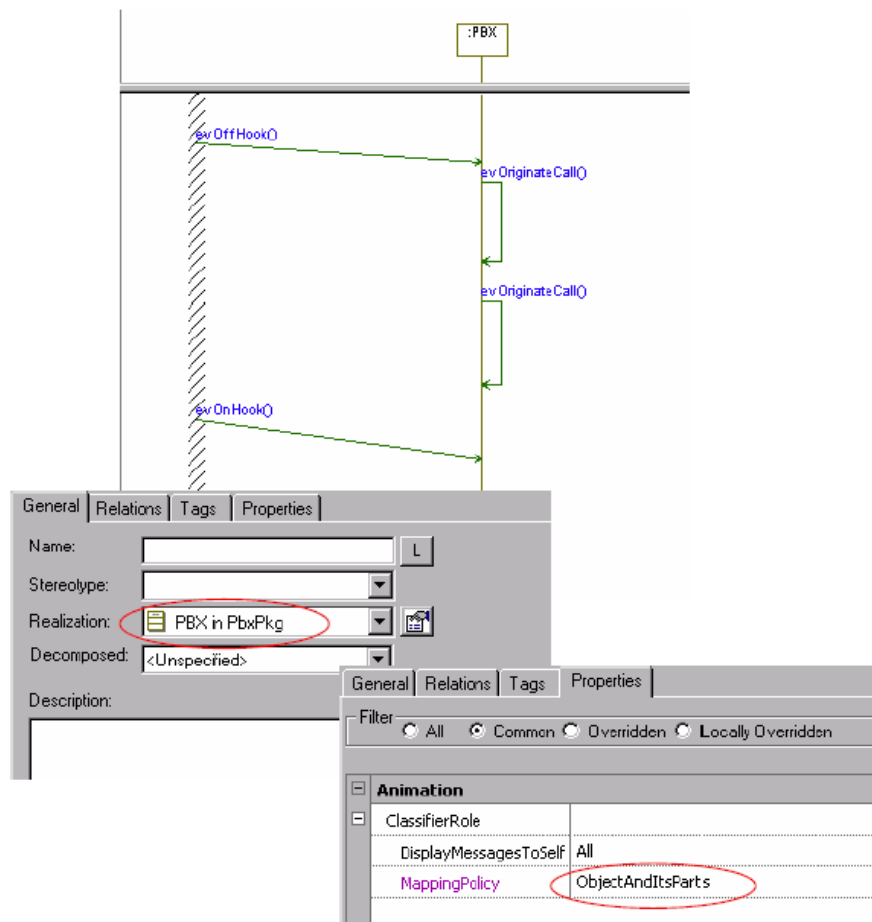 :PBX
evOffHook()
evOriginateCall()
evOriginateCall()
evOnHook()
General Relations Tags Properties
Name: L
Stereotype:
Realization: PBX in PbxPkg
Decomposed: <Unspecified>
Description:
General Relations Tags Properties
Filter
All Common Overridden Locally Overridden
Animation
ClassifierRole
DisplayMessagesToSelf All
MappingPolicy ObjectAndItsParts